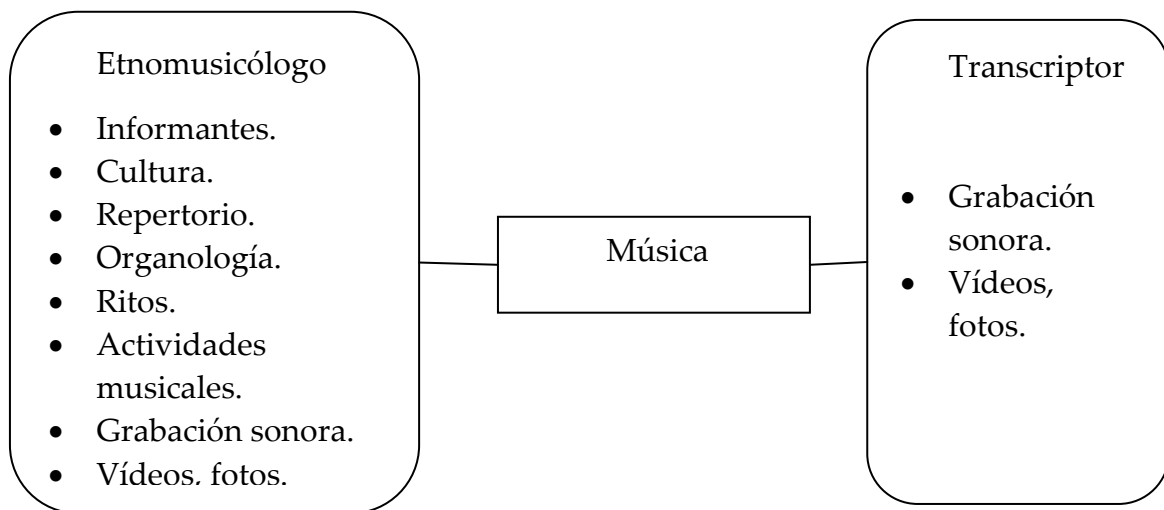 Etnomusicólogo
• Informantes.
• Cultura.
• Repertorio.
• Organología.
• Ritos.
• Actividades
musicales.
• Grabación sonora.
• Vídeos, fotos.
Música
Transcriptor
• Grabación
sonora.
• Vídeos,
fotos.